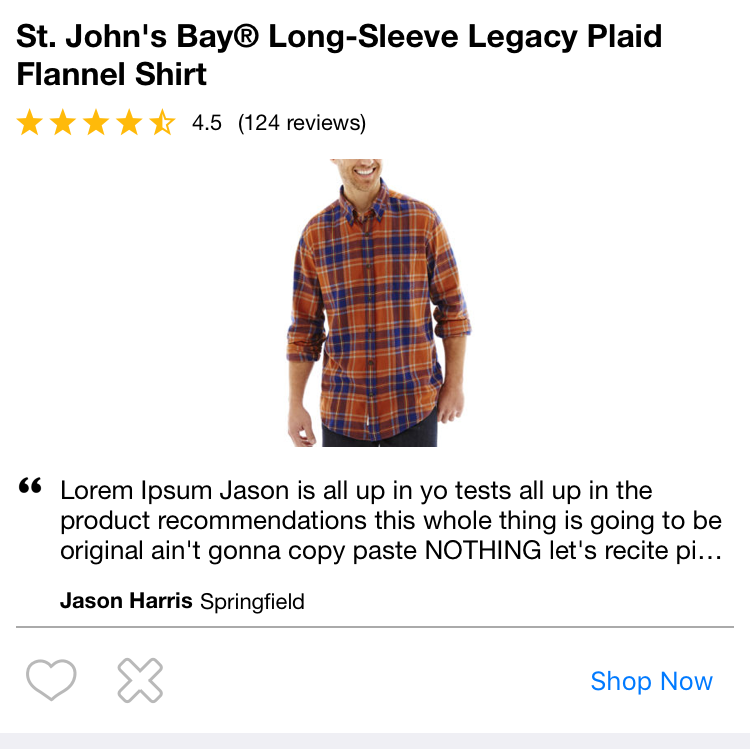 St. John's Bay® Long-Sleeve Legacy Plaid
Flannel Shirt
4.5 (124 reviews)
“ Lorem Ipsum Jason is all up in yo tests all up in the
product recommendations this whole thing is going to be
original ain't gonna copy paste NOTHING let's recite pi…
Jason Harris Springfield
Shop Now